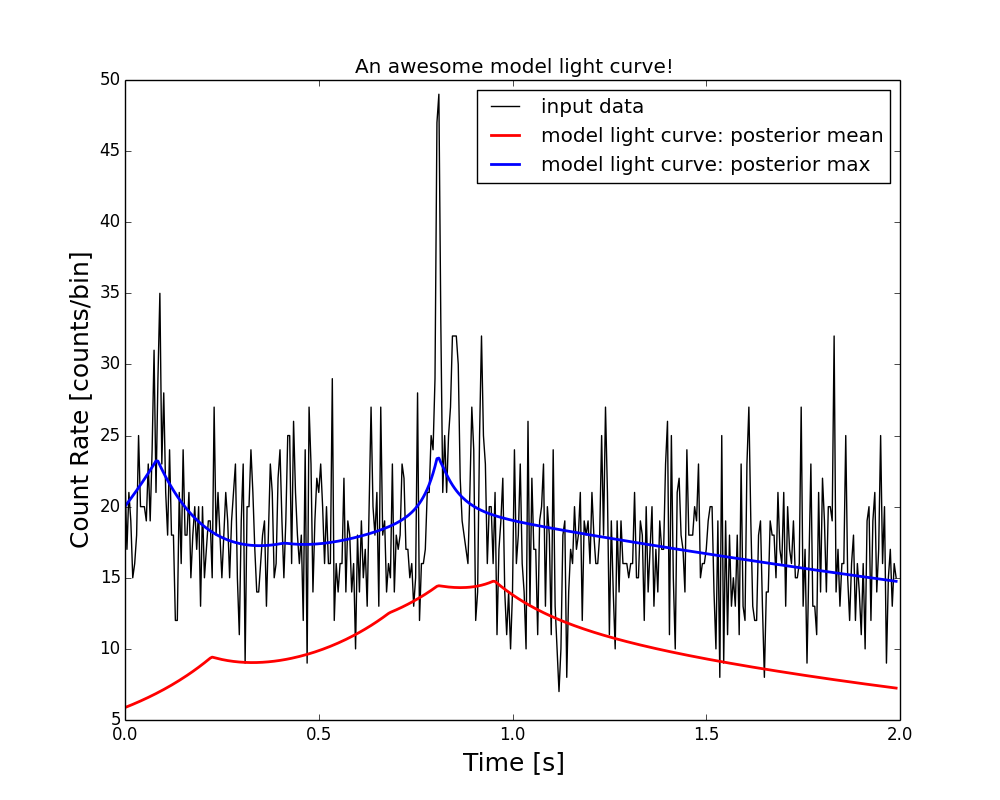 An awesome model light curve!
50
45
40
35
30
25
20
15
10
5
Count Rate [counts/bin]
input data
model light curve: posterior mean
model light curve: posterior max
0.0 0.5 1.0 1.5 2.0
Time [s]